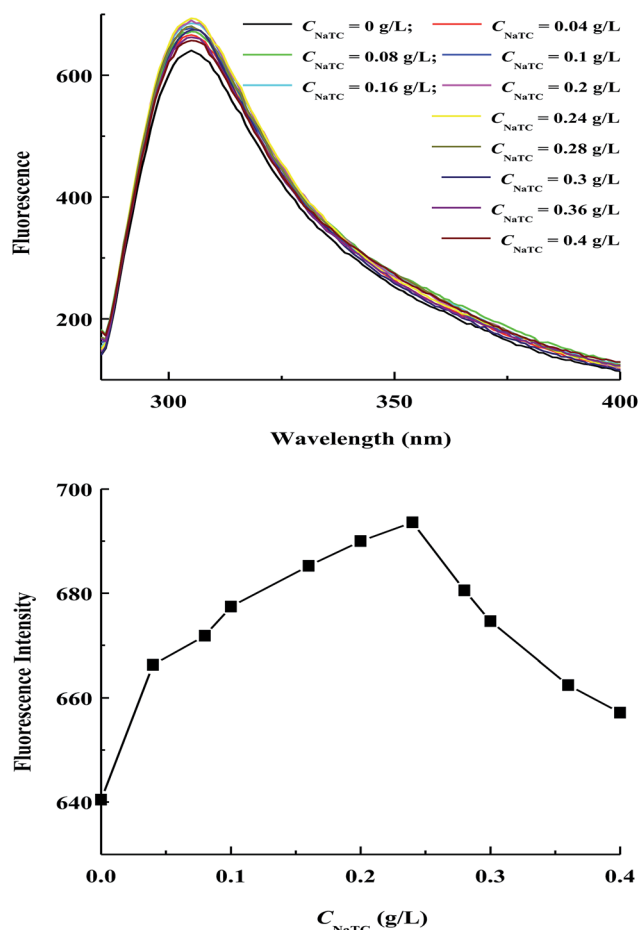 C_NaTC = 0 g/L; C_NaTC = 0.04 g/L
C_NaTC = 0.08 g/L; C_NaTC = 0.1 g/L
C_NaTC = 0.16 g/L; C_NaTC = 0.2 g/L
C_NaTC = 0.24 g/L
C_NaTC = 0.28 g/L
C_NaTC = 0.3 g/L
C_NaTC = 0.36 g/L
C_NaTC = 0.4 g/L
600
400
200
Fluorescence
300 350 400
Wavelength (nm)
700
680
660
640
Fluorescence Intensity
0.0 0.1 0.2 0.3 0.4
C_NaTC (g/L)